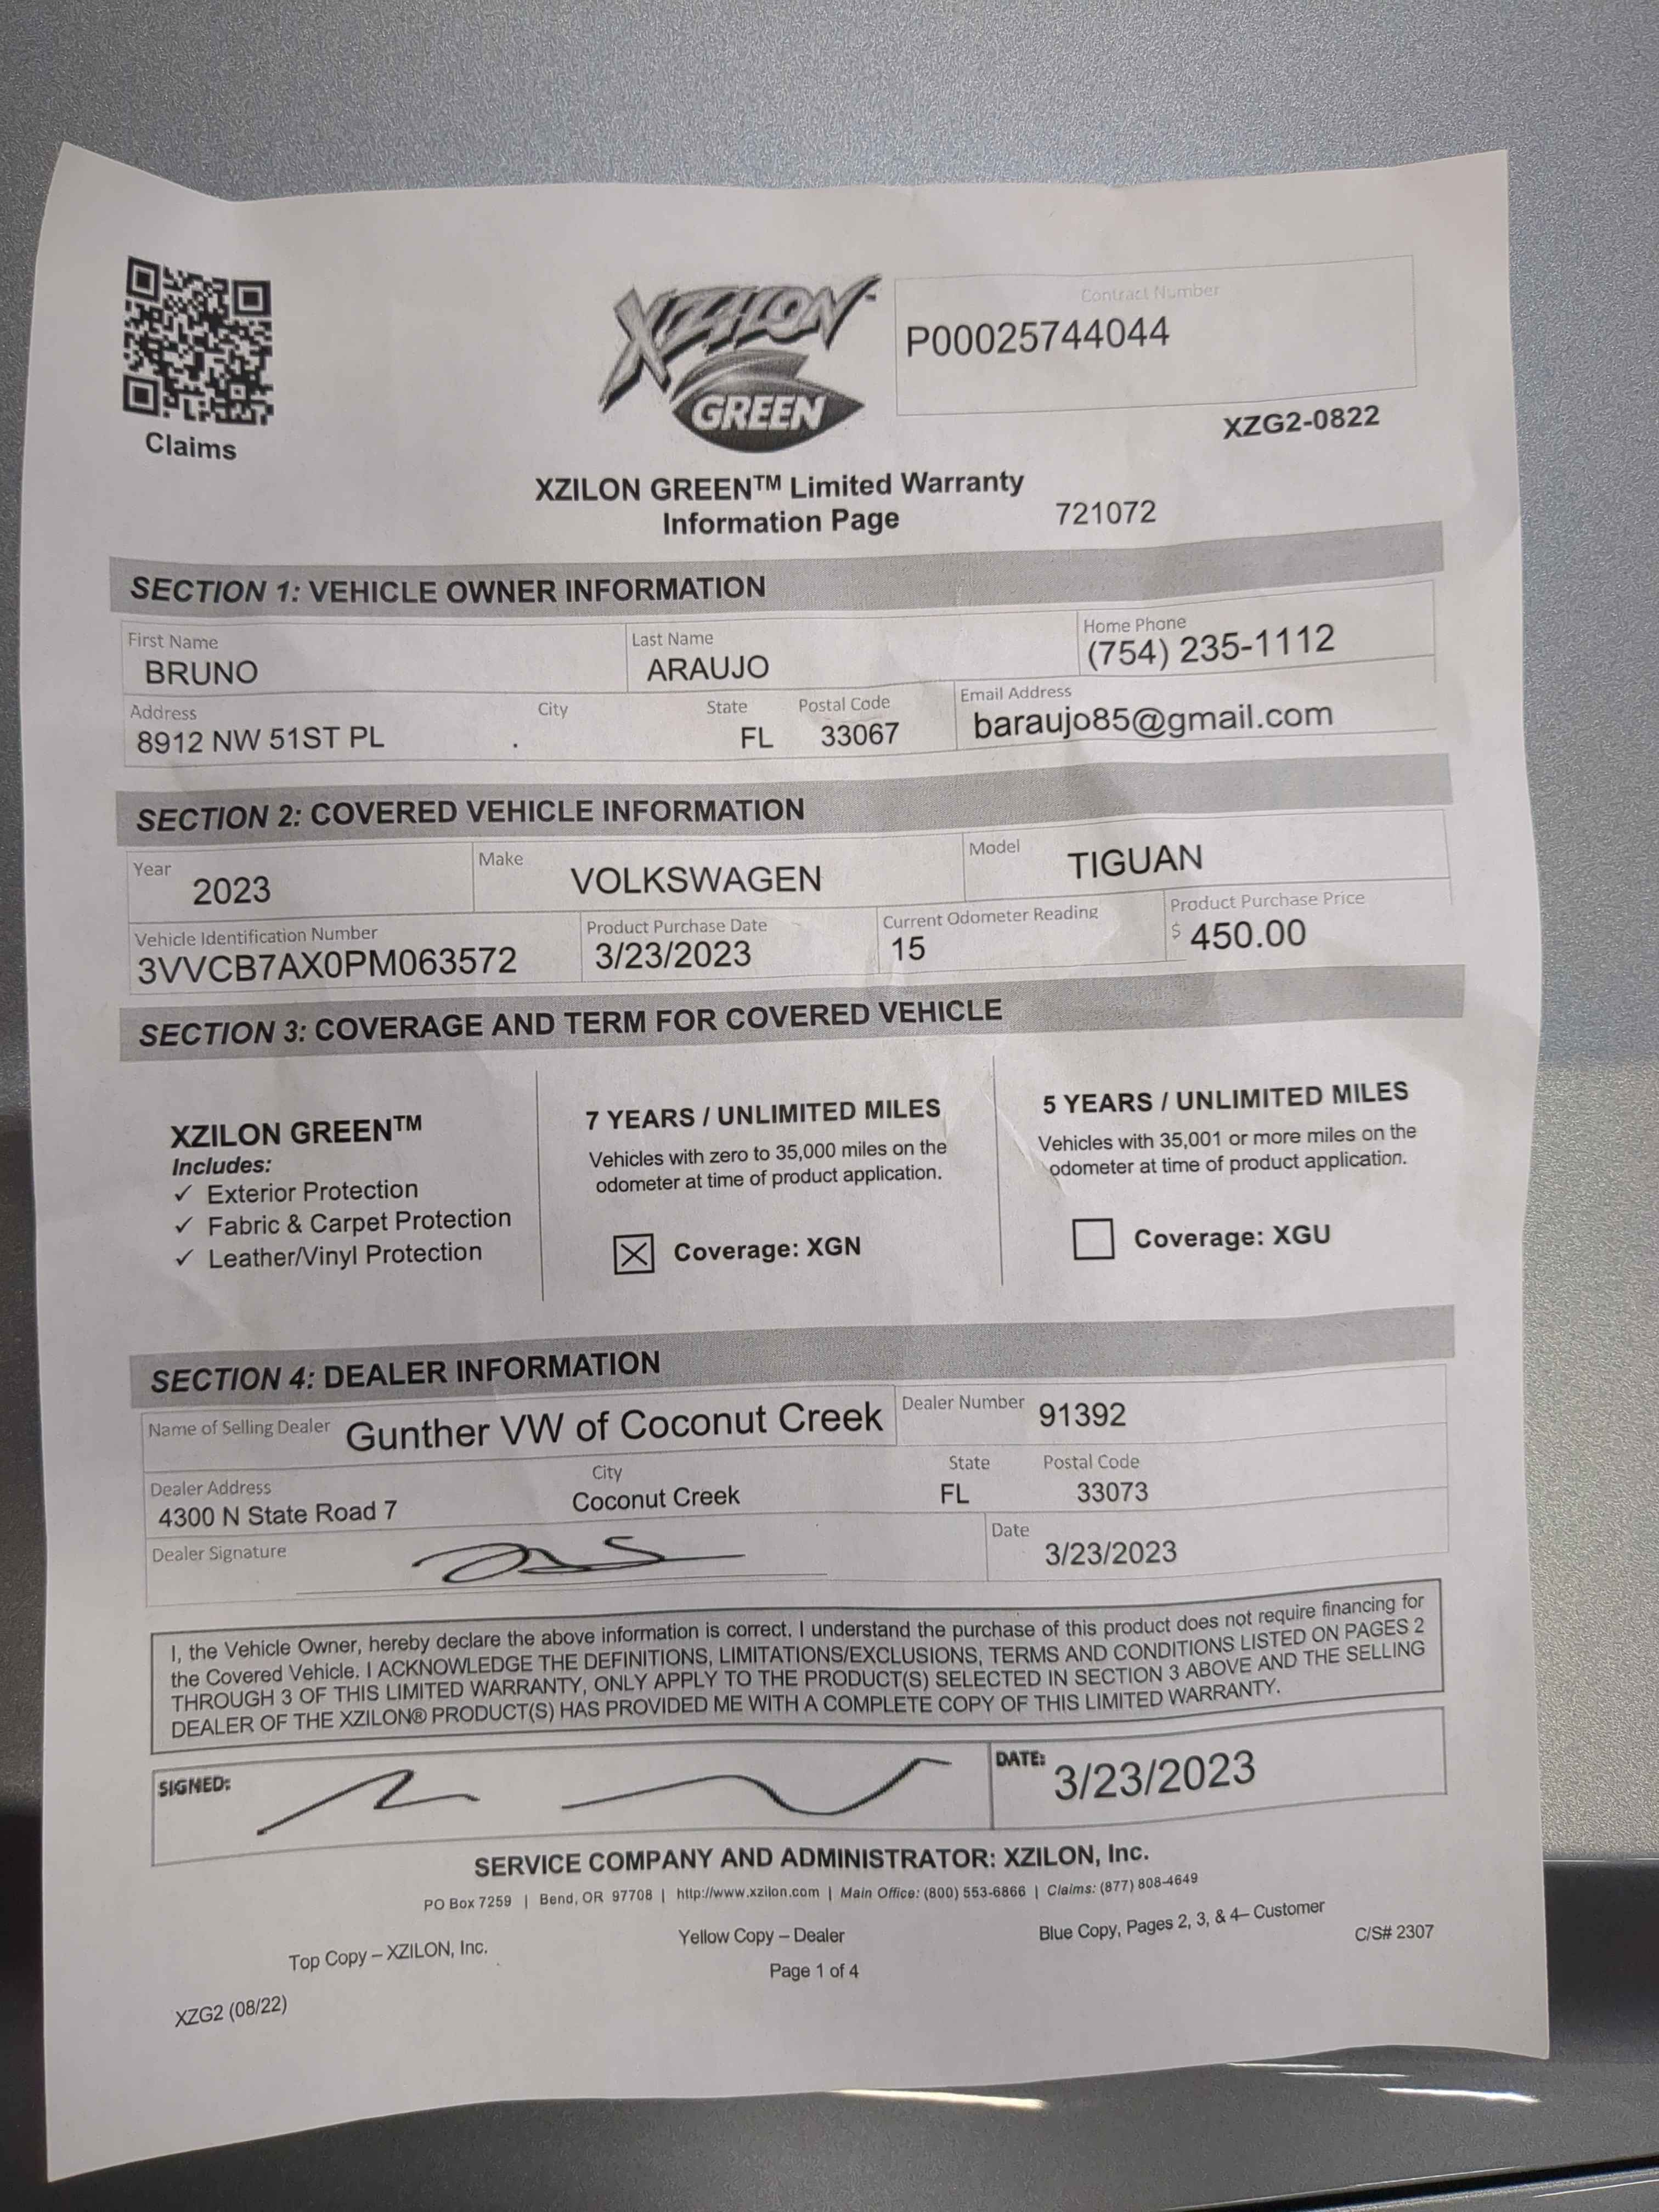 XZILON™
GREEN
Claims
Contract Number
P00025744044
XZG2-0822
XZILON GREEN™ Limited Warranty
Information Page
721072
SECTION 1: VEHICLE OWNER INFORMATION
First Name
BRUNO
Last Name
ARAUJO
Home Phone
(754) 235-1112
Address
8912 NW 51ST PL
City
.
State
FL
Postal Code
33067
Email Address
baraujo85@gmail.com
SECTION 2: COVERED VEHICLE INFORMATION
Year
2023
Make
VOLKSWAGEN
Model
TIGUAN
Vehicle Identification Number
3VVCB7AX0PM063572
Product Purchase Date
3/23/2023
Current Odometer Reading
15
Product Purchase Price
$ 450.00
SECTION 3: COVERAGE AND TERM FOR COVERED VEHICLE
XZILON GREEN™
Includes:
✓ Exterior Protection
✓ Fabric & Carpet Protection
✓ Leather/Vinyl Protection
7 YEARS / UNLIMITED MILES
Vehicles with zero to 35,000 miles on the
odometer at time of product application.
☒ Coverage: XGN
5 YEARS / UNLIMITED MILES
Vehicles with 35,001 or more miles on the
odometer at time of product application.
☐ Coverage: XGU
SECTION 4: DEALER INFORMATION
Name of Selling Dealer Gunther VW of Coconut Creek
Dealer Number 91392
Dealer Address
4300 N State Road 7
City
Coconut Creek
State
FL
Postal Code
33073
Dealer Signature
Date
3/23/2023
I, the Vehicle Owner, hereby declare the above information is correct. I understand the purchase of this product does not require financing for
the Covered Vehicle. I ACKNOWLEDGE THE DEFINITIONS, LIMITATIONS/EXCLUSIONS, TERMS AND CONDITIONS LISTED ON PAGES 2
THROUGH 3 OF THIS LIMITED WARRANTY, ONLY APPLY TO THE PRODUCT(S) SELECTED IN SECTION 3 ABOVE AND THE SELLING
DEALER OF THE XZILON® PRODUCT(S) HAS PROVIDED ME WITH A COMPLETE COPY OF THIS LIMITED WARRANTY.
SIGNED:
DATE: 3/23/2023
SERVICE COMPANY AND ADMINISTRATOR: XZILON, Inc.
PO Box 7259 | Bend, OR 97708 | http://www.xzilon.com | Main Office: (800) 553-6866 | Claims: (877) 808-4649
Top Copy – XZILON, Inc.
Yellow Copy – Dealer
Blue Copy, Pages 2, 3, & 4– Customer
C/S# 2307
Page 1 of 4
XZG2 (08/22)